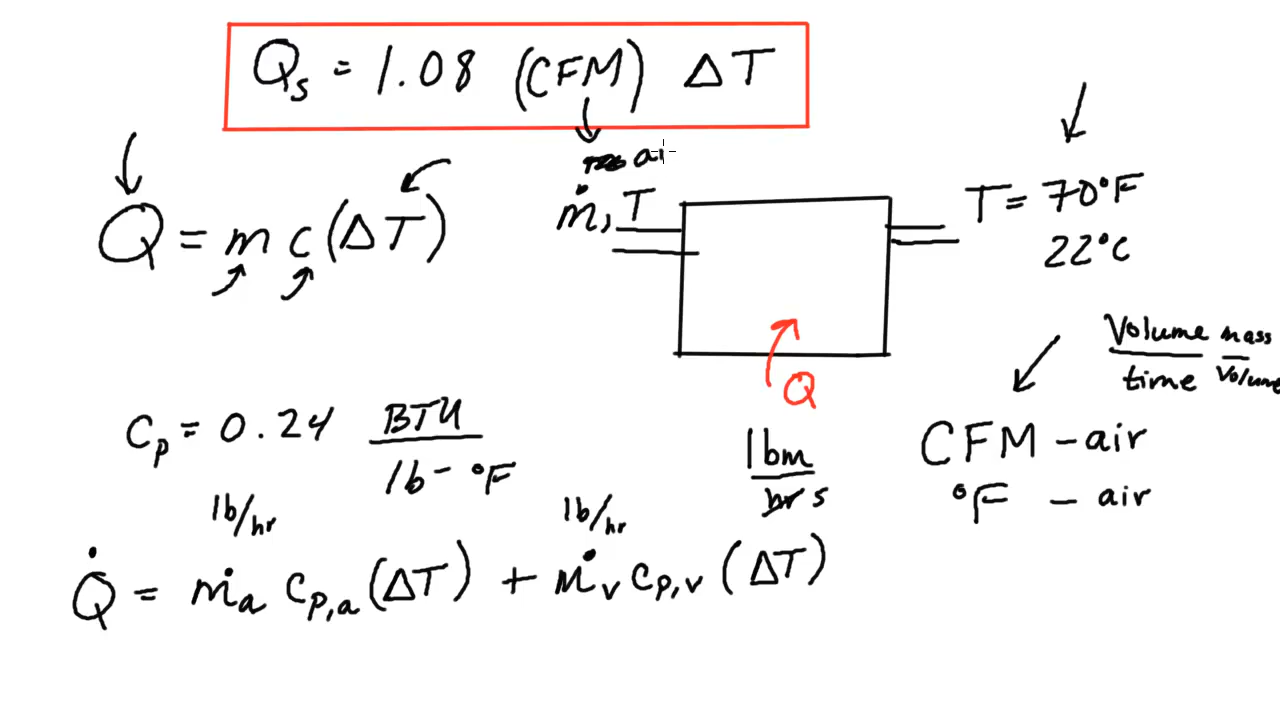 Qs = 1.08 (CFM) ΔT
ṁ, T
T = 70°F
22°C
Q = m c (ΔT)
Volume mass
time Volume
Q
Cp = 0.24 BTU
lb - °F
lbm
hr s
CFM - air
°F - air
lb/hr lb/hr
Q̇ = ṁa Cp,a (ΔT) + ṁv Cp,v (ΔT)